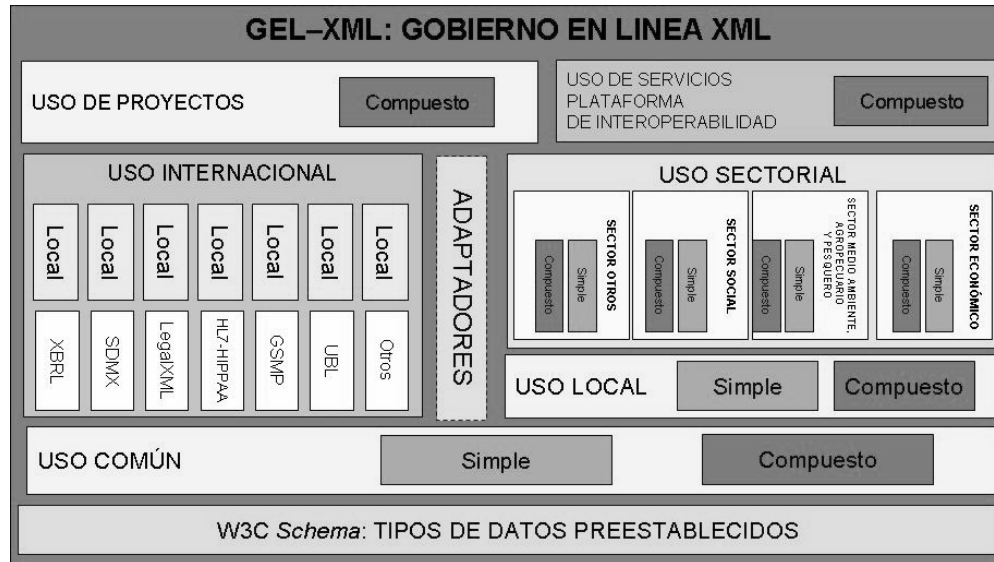 GEL–XML: GOBIERNO EN LINEA XML
USO DE PROYECTOS
Compuesto
USO DE SERVICIOS
PLATAFORMA
DE INTEROPERABILIDAD
Compuesto
USO INTERNACIONAL
Local
Local
Local
Local
Local
Local
Local
XBRL
SDMX
LegalXML
HL7-HIPPAA
GSMP
UBL
Otros
ADAPTADORES
USO SECTORIAL
SECTOR OTROS
Simple
Compuesto
SECTOR SOCIAL
Simple
Compuesto
SECTOR MEDIO AMBIENTE,
AGROPECUARIO
Y PESQUERO
Simple
Compuesto
SECTOR ECONÓMICO
Simple
Compuesto
USO LOCAL
Simple
Compuesto
USO COMÚN
Simple
Compuesto
W3C Schema: TIPOS DE DATOS PREESTABLECIDOS